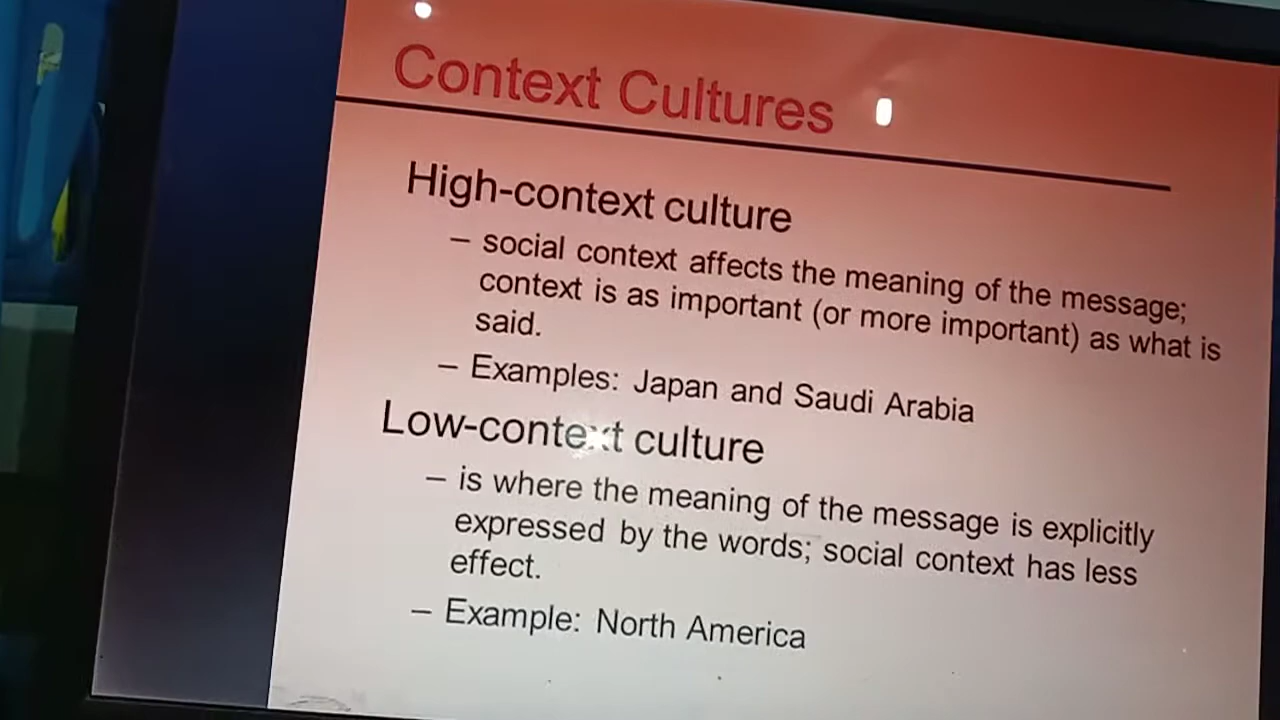 Context Cultures
High-context culture
– social context affects the meaning of the message;
context is as important (or more important) as what is
said.
– Examples: Japan and Saudi Arabia
Low-context culture
– is where the meaning of the message is explicitly
expressed by the words; social context has less
effect.
– Example: North America